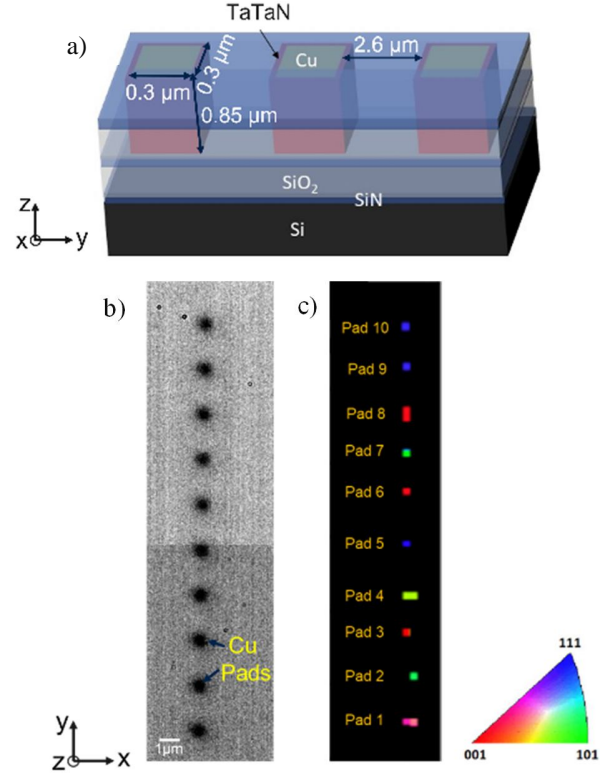 a)
TaTaN
Cu
2.6 µm
0.3 µm
0.3 µm
0.85 µm
SiO2
SiN
Si
z
x
y
b)
c)
Pad 10
Pad 9
Pad 8
Pad 7
Pad 6
Pad 5
Pad 4
Pad 3
Pad 2
Pad 1
Cu
Pads
1µm
y
z
x
111
001
101